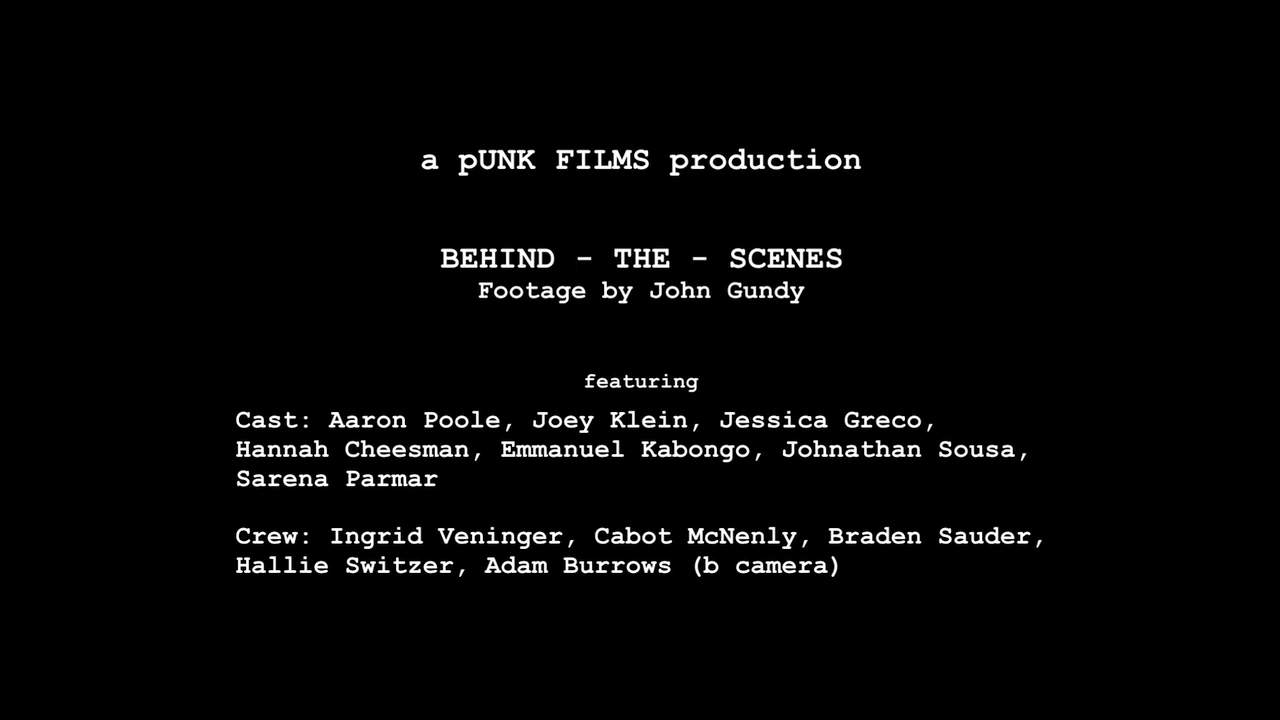 a pUNK FILMS production
BEHIND - THE - SCENES
Footage by John Gundy
featuring
Cast: Aaron Poole, Joey Klein, Jessica Greco,
Hannah Cheesman, Emmanuel Kabongo, Johnathan Sousa,
Sarena Parmar
Crew: Ingrid Veninger, Cabot McNenly, Braden Sauder,
Hallie Switzer, Adam Burrows (b camera)